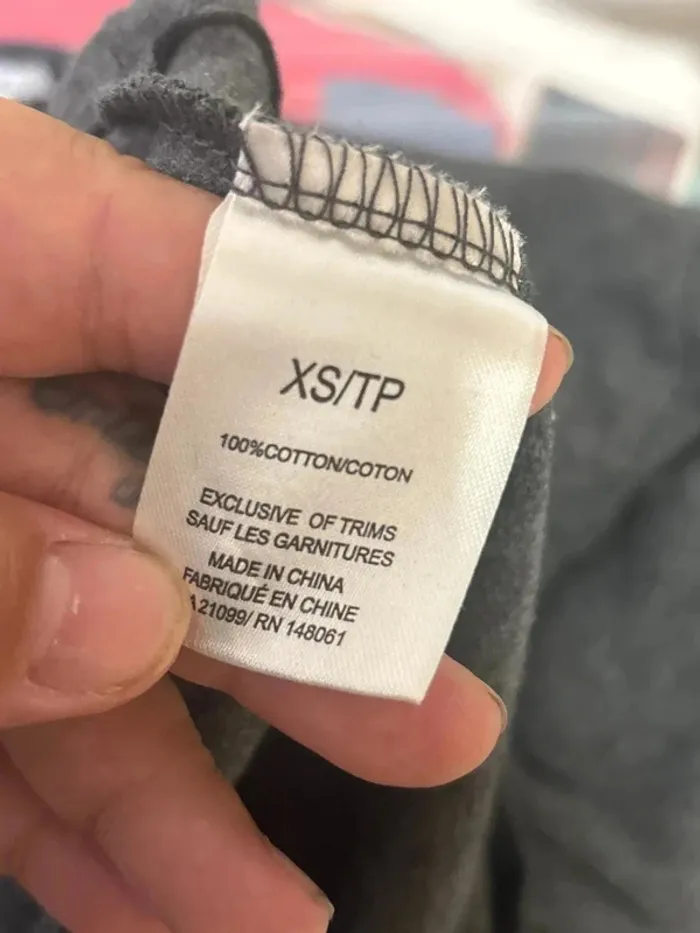 XS/TP
100%COTTON/COTON
EXCLUSIVE OF TRIMS
SAUF LES GARNITURES
MADE IN CHINA
FABRIQUÉ EN CHINE
A21099/ RN 148061